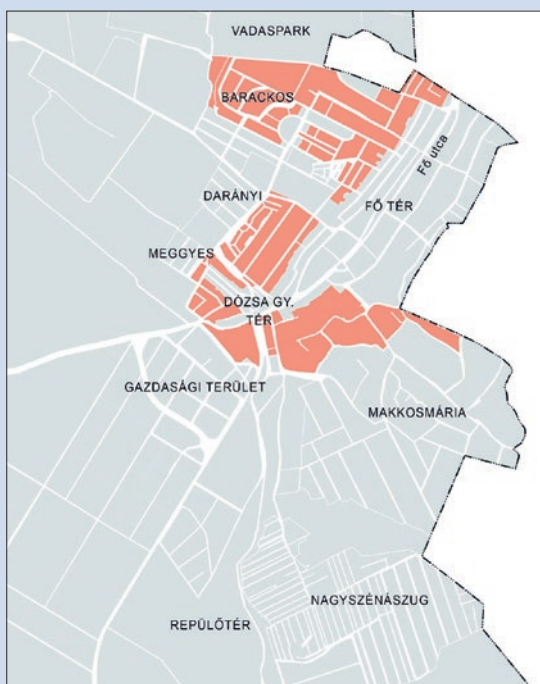 VADASPARK
BARACKOS
Fő utca
DARÁNYI
FŐ TÉR
MEGGYES
DÓZSA GY.
TÉR
GAZDASÁGI TERÜLET
MAKKOSMÁRIA
NAGYSZÉNÁSZUG
REPÜLŐTÉR